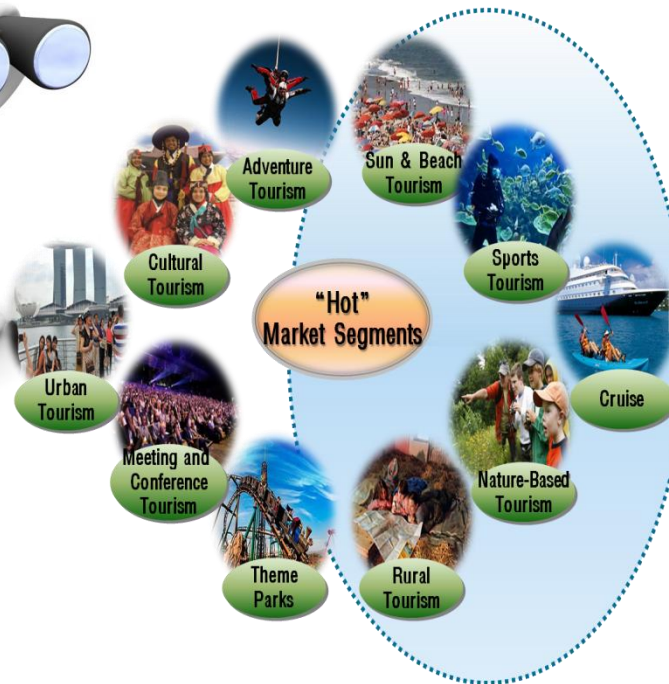 Adventure
Tourism
Sun & Beach
Tourism
Cultural
Tourism
Sports
Tourism
"Hot"
Market Segments
Urban
Tourism
Cruise
Meeting and
Conference
Tourism
Nature-Based
Tourism
Theme
Parks
Rural
Tourism